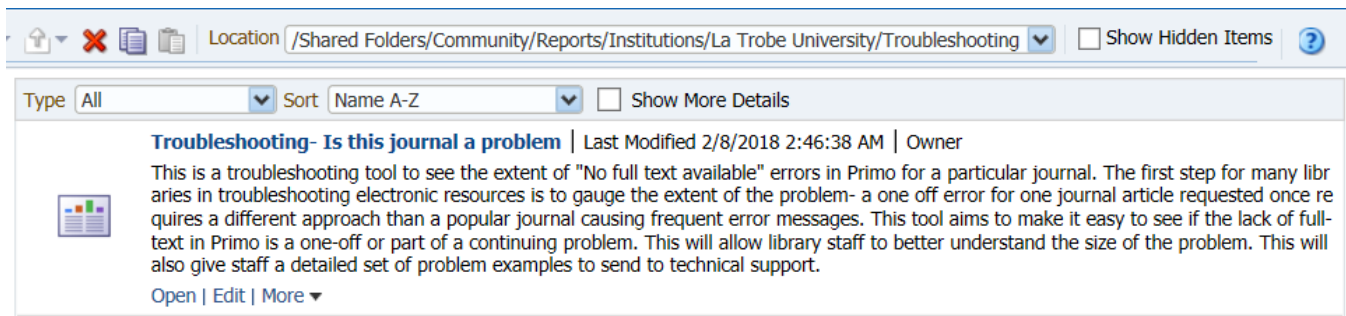 Location /Shared Folders/Community/Reports/Institutions/La Trobe University/Troubleshooting Show Hidden Items ?
Type All Sort Name A-Z Show More Details
Troubleshooting- Is this journal a problem | Last Modified 2/8/2018 2:46:38 AM | Owner
This is a troubleshooting tool to see the extent of "No full text available" errors in Primo for a particular journal. The first step for many libr
aries in troubleshooting electronic resources is to gauge the extent of the problem- a one off error for one journal article requested once re
quires a different approach than a popular journal causing frequent error messages. This tool aims to make it easy to see if the lack of full-
text in Primo is a one-off or part of a continuing problem. This will allow library staff to better understand the size of the problem. This will
also give staff a detailed set of problem examples to send to technical support.
Open | Edit | More